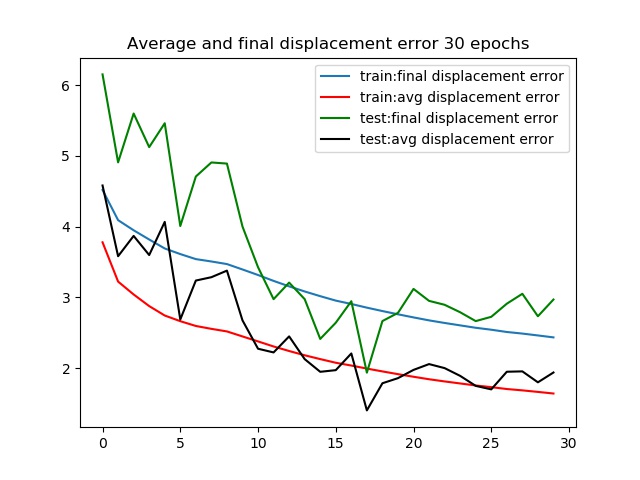 Average and final displacement error 30 epochs
train:final displacement error
train:avg displacement error
test:final displacement error
test:avg displacement error
6
5
4
3
2
0 5 10 15 20 25 30